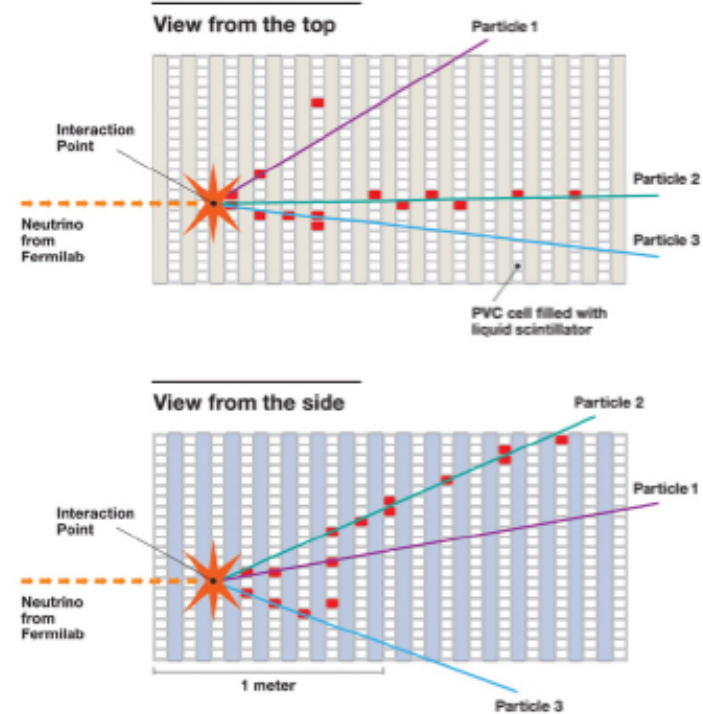 View from the top
Particle 1
Interaction
Point
Particle 2
Neutrino
from
Fermilab
Particle 3
PVC cell filled with
liquid scintillator
View from the side
Particle 2
Particle 1
Interaction
Point
Neutrino
from
Fermilab
1 meter
Particle 3